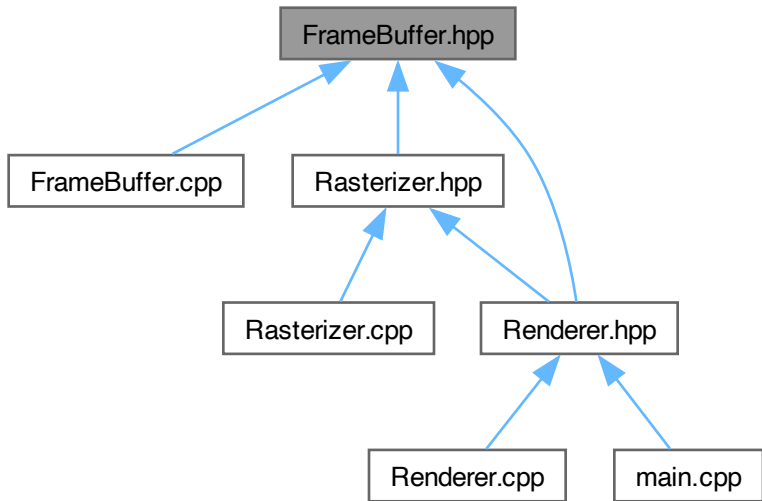 FrameBuffer.hpp
FrameBuffer.cpp
Rasterizer.hpp
Rasterizer.cpp
Renderer.hpp
Renderer.cpp
main.cpp